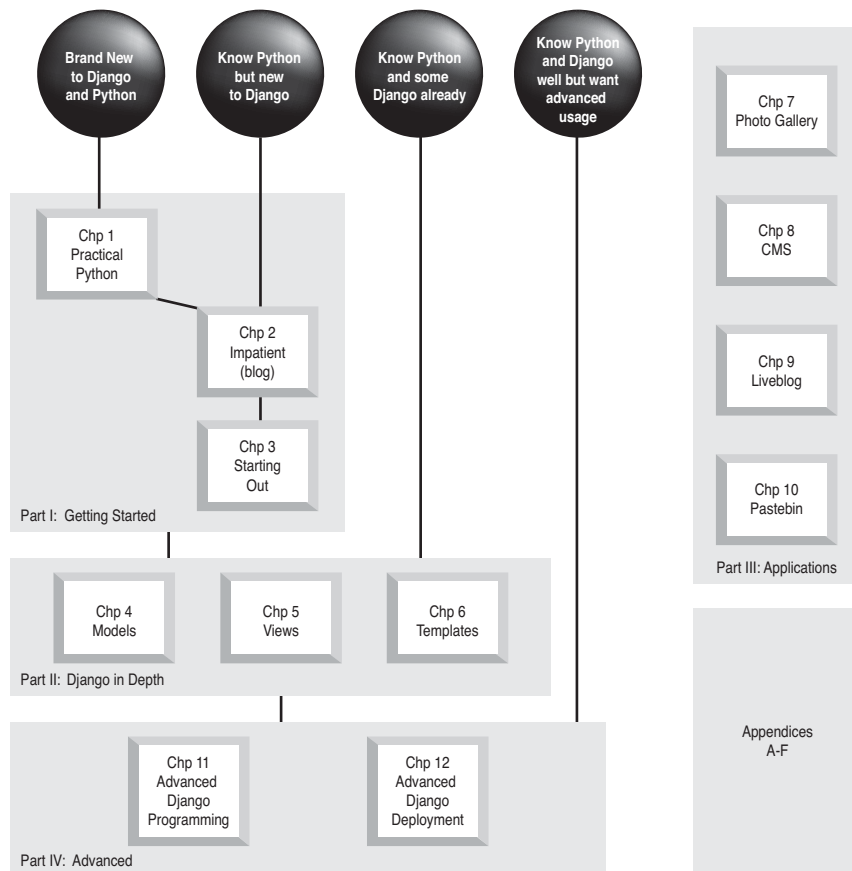 Brand New
to Django
and Python
Know Python
but new
to Django
Know Python
and some
Django already
Know Python
and Django
well but want
advanced
usage
Chp 1
Practical
Python
Chp 2
Impatient
(blog)
Chp 3
Starting
Out
Part I: Getting Started
Chp 4
Models
Chp 5
Views
Chp 6
Templates
Part II: Django in Depth
Chp 11
Advanced
Django
Programming
Chp 12
Advanced
Django
Deployment
Part IV: Advanced
Chp 7
Photo Gallery
Chp 8
CMS
Chp 9
Liveblog
Chp 10
Pastebin
Part III: Applications
Appendices
A-F